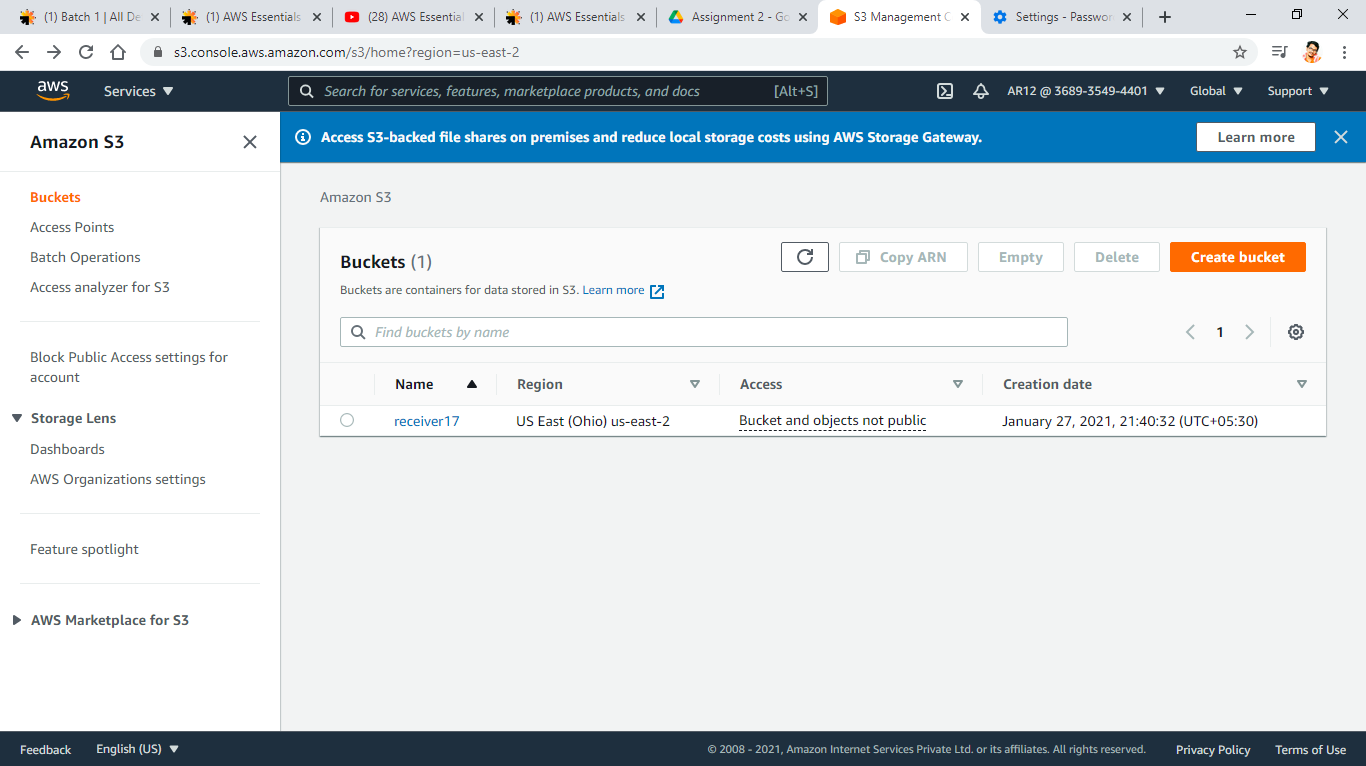 (1) Batch 1 | All De
(1) AWS Essentials
(28) AWS Essential
(1) AWS Essentials
Assignment 2 - Go
S3 Management C
Settings - Passwor
s3.console.aws.amazon.com/s3/home?region=us-east-2
aws
Services
Search for services, features, marketplace products, and docs
[Alt+S]
AR12 @ 3689-3549-4401
Global
Support
Amazon S3
Access S3-backed file shares on premises and reduce local storage costs using AWS Storage Gateway.
Learn more
Buckets
Access Points
Batch Operations
Access analyzer for S3
Block Public Access settings for
account
Storage Lens
Dashboards
AWS Organizations settings
Feature spotlight
AWS Marketplace for S3
Amazon S3
Buckets (1)
Copy ARN
Empty
Delete
Create bucket
Buckets are containers for data stored in S3. Learn more
Find buckets by name
1
Name Region Access Creation date
receiver17 US East (Ohio) us-east-2 Bucket and objects not public January 27, 2021, 21:40:32 (UTC+05:30)
Feedback
English (US)
© 2008 - 2021, Amazon Internet Services Private Ltd. or its affiliates. All rights reserved.
Privacy Policy
Terms of Use